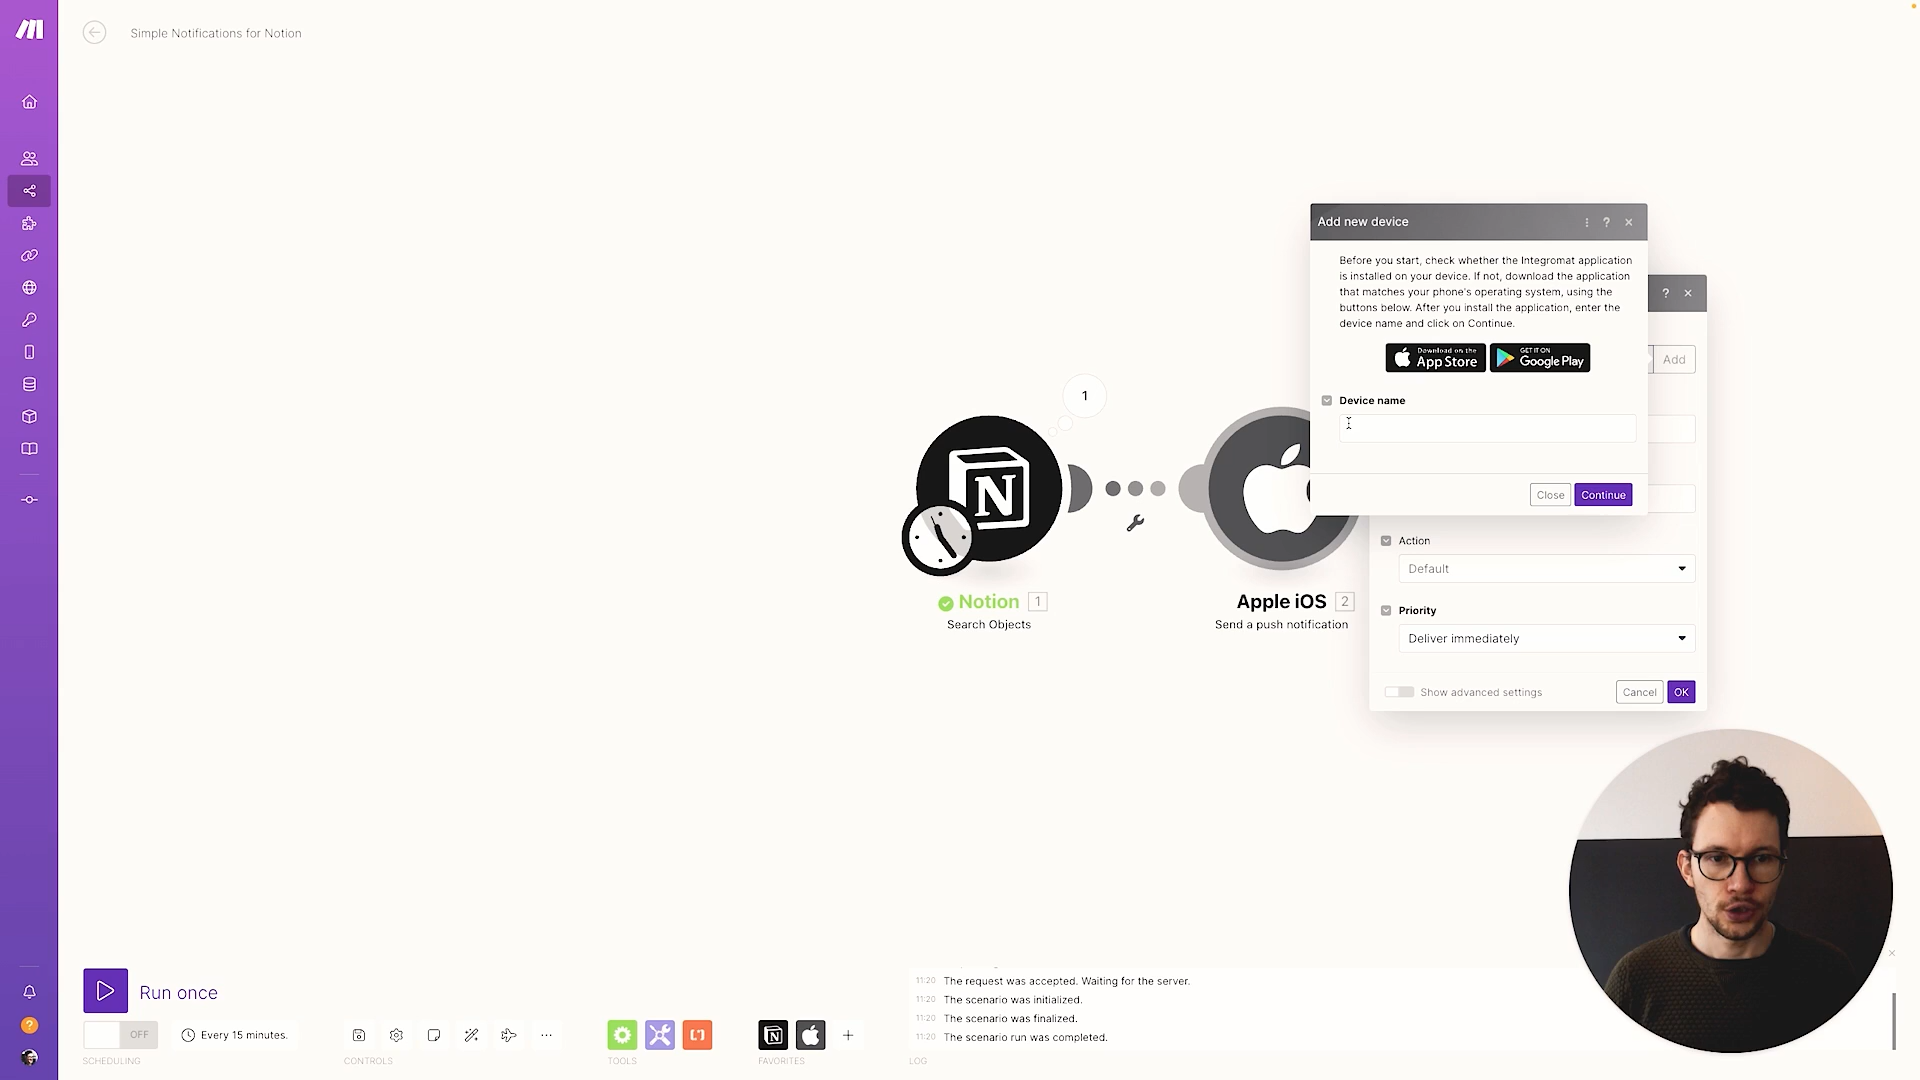 Simple Notifications for Notion
Add new device
?
Before you start, check whether the Integromat application
is installed on your device. If not, download the application
that matches your phone's operating system, using the
buttons below. After you install the application, enter the
device name and click on Continue.
?
Download on the
App Store
GET IT ON
Google Play
Add
1
Device name
Close
Continue
N
Action
Default
Notion 1
Search Objects
Apple iOS 2
Send a push notification
Priority
Deliver immediately
Show advanced settings
Cancel
OK
Run once
OFF
Every 15 minutes.
SCHEDULING
CONTROLS
TOOLS
FAVORITES
LOG
11:20 The request was accepted. Waiting for the server.
11:20 The scenario was initialized.
11:20 The scenario was finalized.
11:20 The scenario run was completed.
?